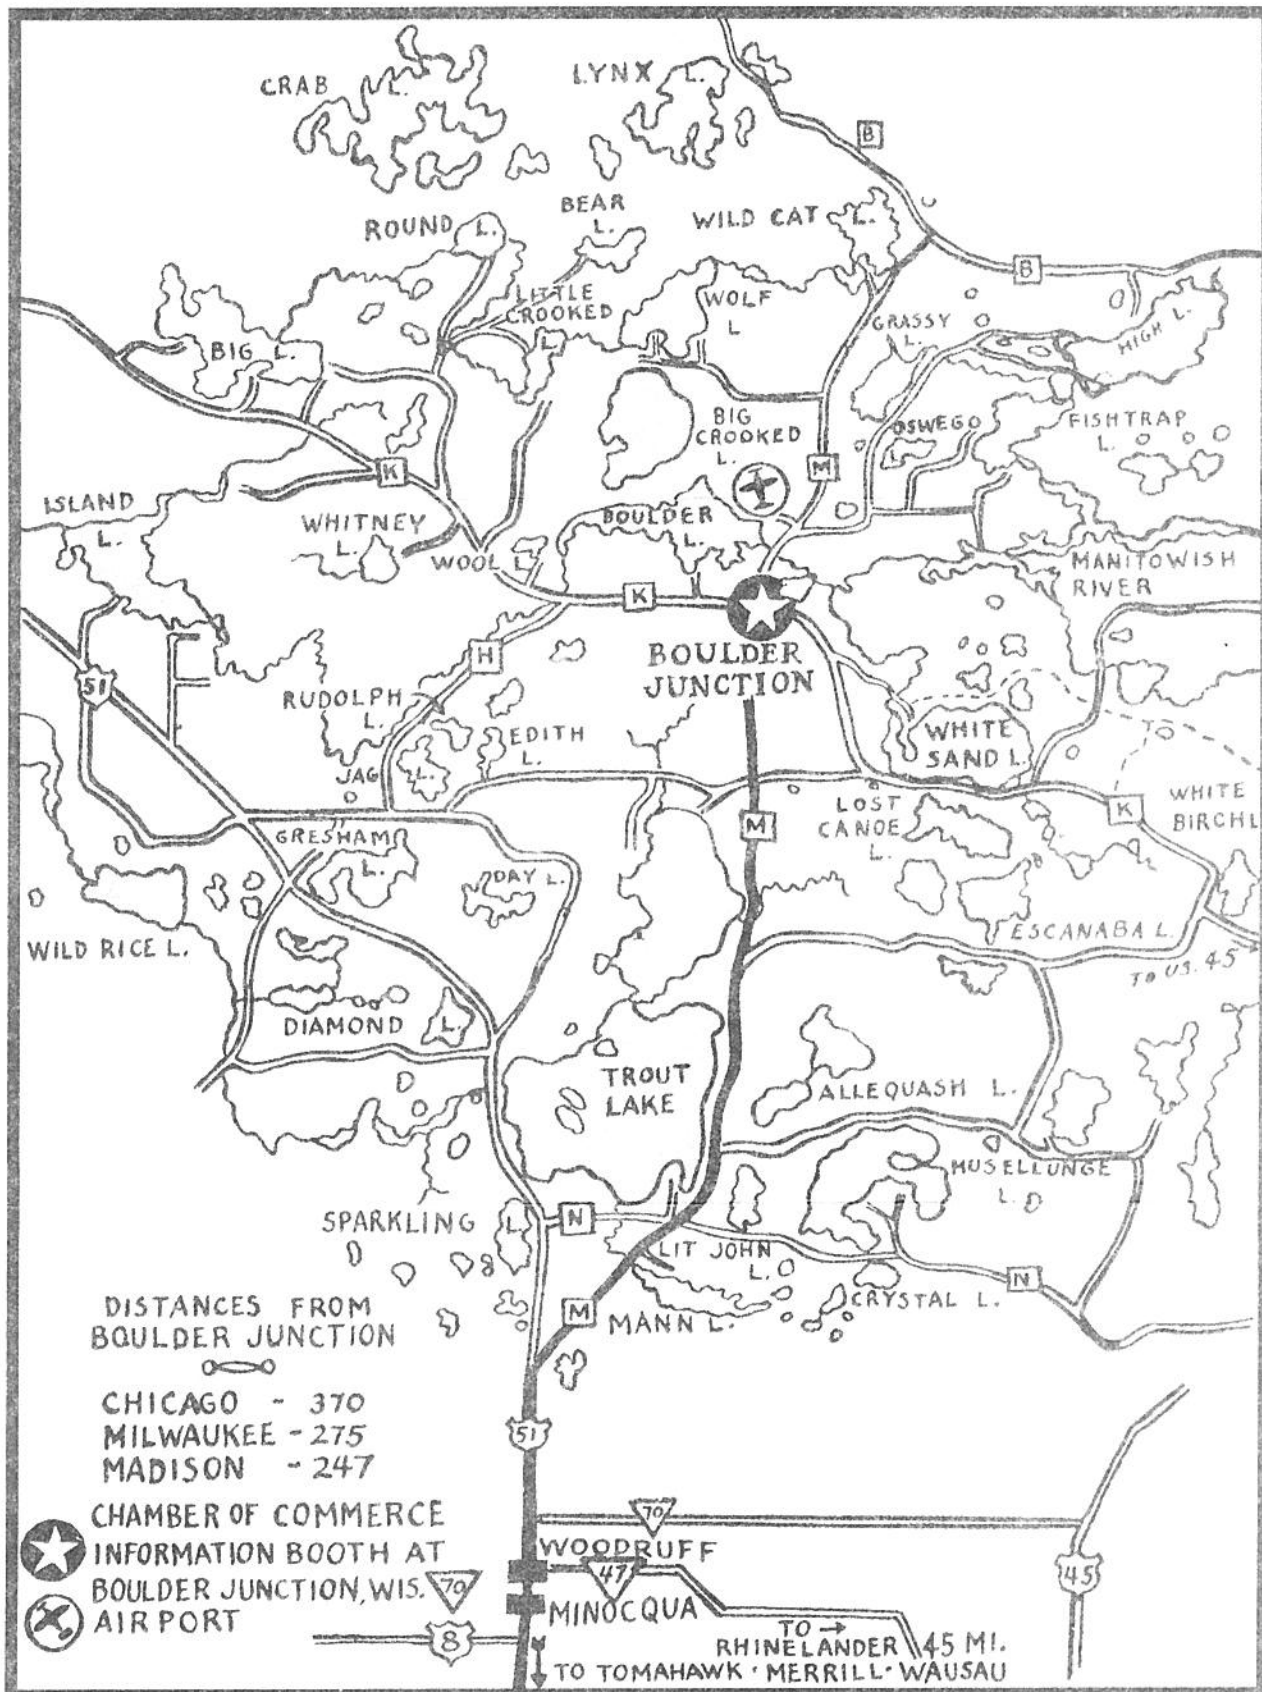 CRAB L.
LYNX L.
B
BEAR
L.
ROUND L.
WILD CAT L.
B
LITTLE
CROOKED
L.
WOLF
L
GRASSY
L.
HIGH L.
BIG L.
BIG
CROOKED
L.
OSWEGO
L.
FISHTRAP
L.
K
M
ISLAND
L.
WHITNEY
L.
BOULDER
L.
WOOL L.
MANITOWISH
RIVER
K
H
BOULDER
JUNCTION
51
RUDOLPH
L.
EDITH
L.
WHITE
SAND L.
JAG L.
LOST
CANOE
L.
K
WHITE
BIRCH L
M
GRESHAM
L.
DAY L.
WILD RICE L.
ESCANABA L.
TO U.S. 45
DIAMOND L.
TROUT
LAKE
ALLEQUASH L.
MUSELLUNGE
L.
SPARKLING L.
N
LIT JOHN
L.
N
CRYSTAL L.
M
MANN L.
DISTANCES FROM
BOULDER JUNCTION
CHICAGO - 370
MILWAUKEE - 275
MADISON - 247
51
CHAMBER OF COMMERCE
INFORMATION BOOTH AT
BOULDER JUNCTION, WIS.
AIRPORT
70
70
WOODRUFF
47
45
MINOCQUA
8
TO →
RHINELANDER 45 MI.
TO TOMAHAWK · MERRILL · WAUSAU